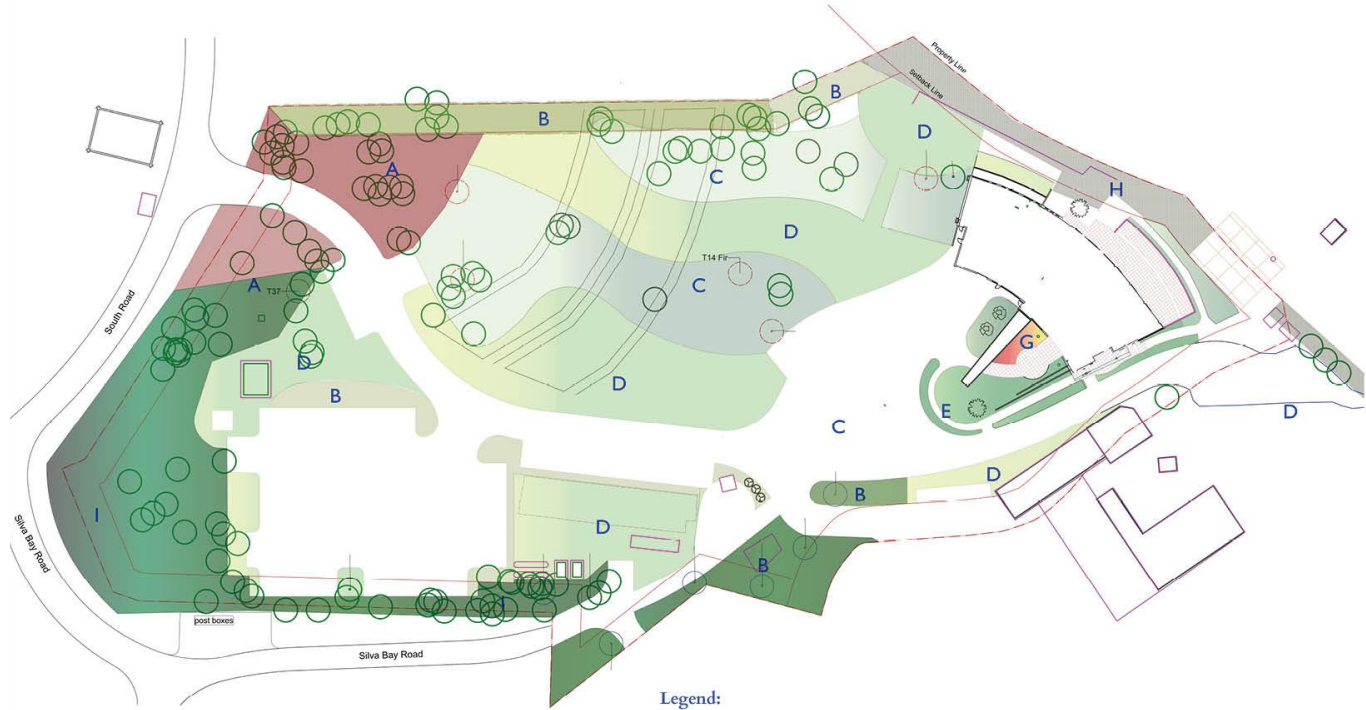 Property Line
Setback Line
B
B
D
A
C
H
D
T14 Fir
C
A
T37
South Road
G
D
D
B
E
C
D
D
B
I
D
B
I
Silva Bay Road
post boxes
Silva Bay Road
Legend: